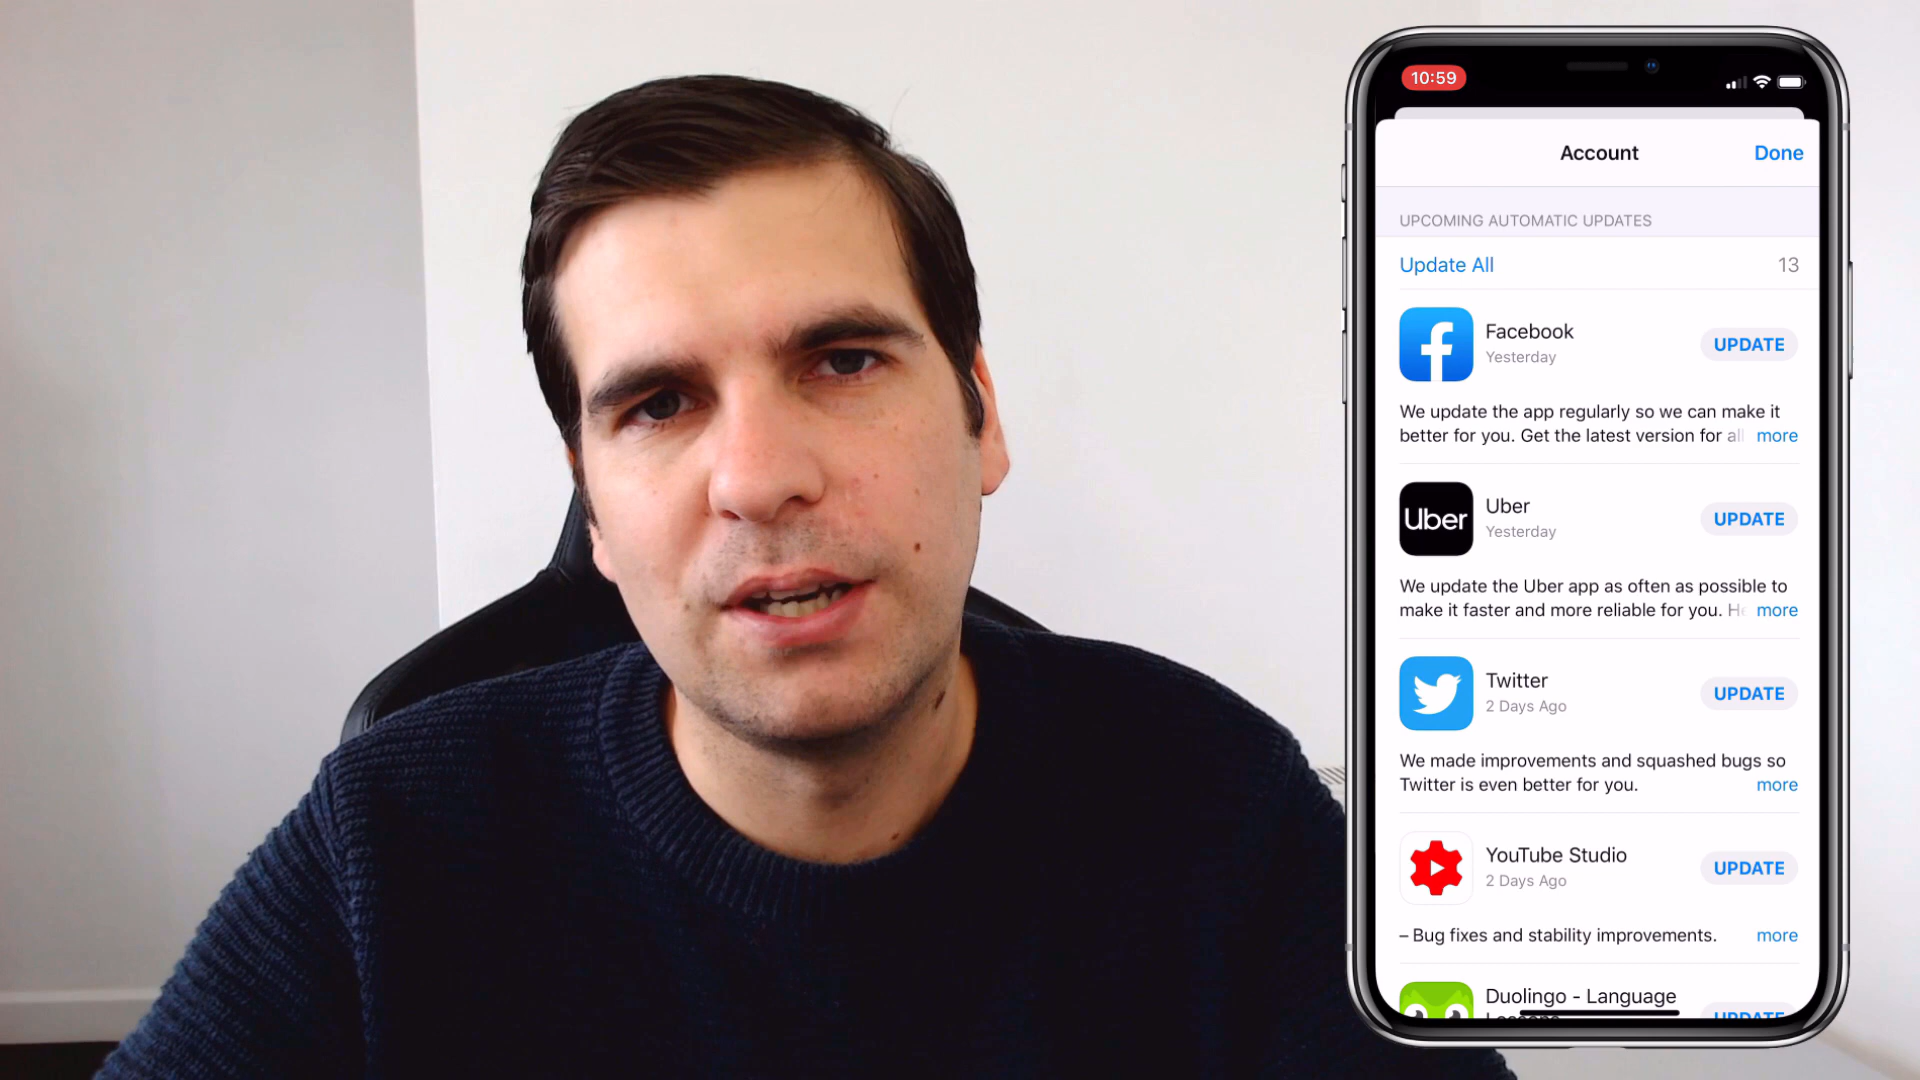 10:59
Account
Done
UPCOMING AUTOMATIC UPDATES
Update All
13
Facebook
Yesterday
UPDATE
We update the app regularly so we can make it
better for you. Get the latest version for all more
Uber
Uber
Yesterday
UPDATE
We update the Uber app as often as possible to
make it faster and more reliable for you. more
Twitter
2 Days Ago
UPDATE
We made improvements and squashed bugs so
Twitter is even better for you. more
YouTube Studio
2 Days Ago
UPDATE
– Bug fixes and stability improvements. more
Duolingo - Language
UPDATE